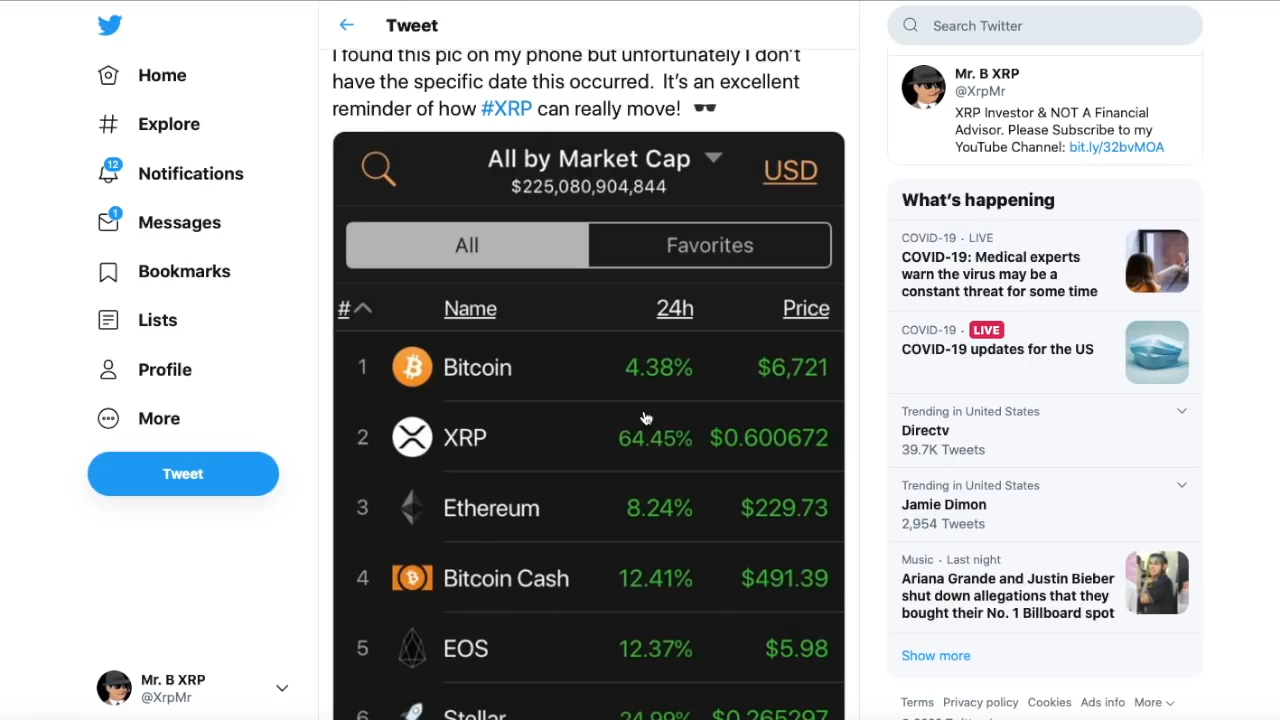 Home
Explore
12
Notifications
1
Messages
Bookmarks
Lists
Profile
More
Tweet
Mr. B XRP
@XrpMr
Tweet
I found this pic on my phone but unfortunately I don't
have the specific date this occurred. It's an excellent
reminder of how #XRP can really move! 🕶️
All by Market Cap
$225,080,904,844
USD
All
Favorites
# Name 24h Price
1 Bitcoin 4.38% $6,721
2 XRP 64.45% $0.600672
3 Ethereum 8.24% $229.73
4 Bitcoin Cash 12.41% $491.39
5 EOS 12.37% $5.98
6 Stellar 24.99% $0.265297
Search Twitter
Mr. B XRP
@XrpMr
XRP Investor & NOT A Financial
Advisor. Please Subscribe to my
YouTube Channel: bit.ly/32bvMOA
What's happening
COVID-19 · LIVE
COVID-19: Medical experts
warn the virus may be a
constant threat for some time
COVID-19 · LIVE
COVID-19 updates for the US
Trending in United States
Directv
39.7K Tweets
Trending in United States
Jamie Dimon
2,954 Tweets
Music · Last night
Ariana Grande and Justin Bieber
shut down allegations that they
bought their No. 1 Billboard spot
Show more
Terms Privacy policy Cookies Ads info More